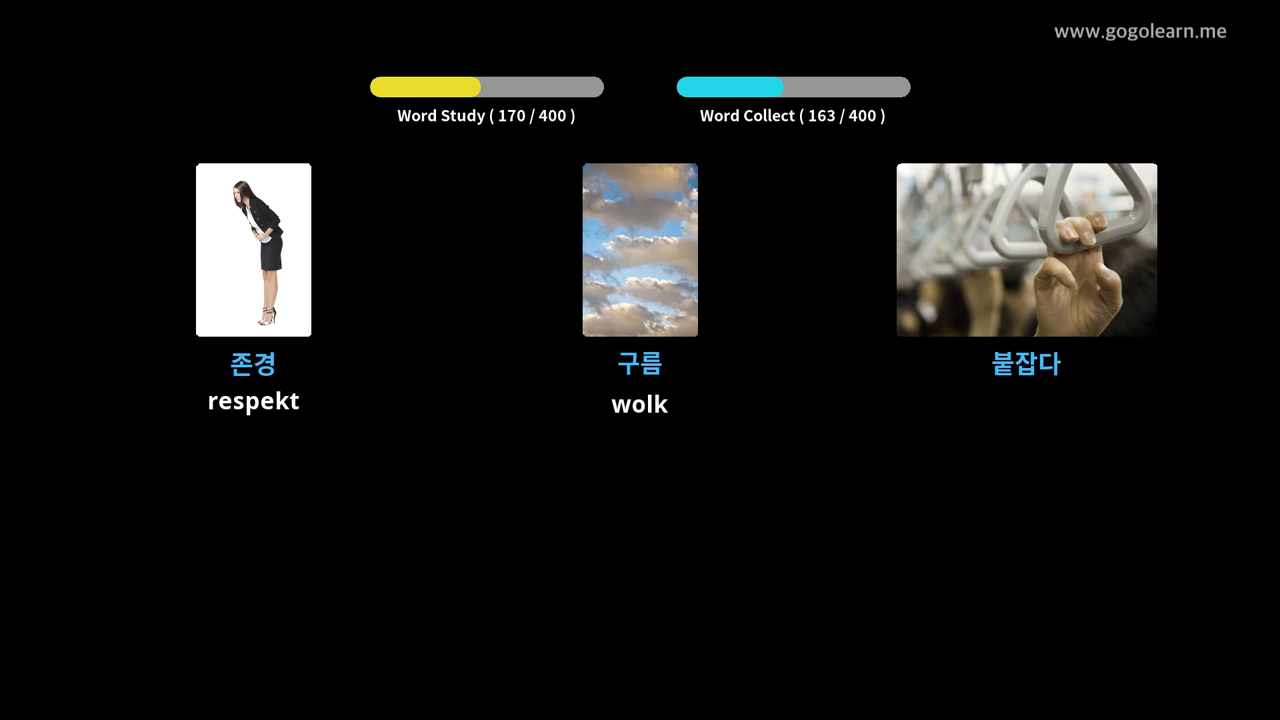 www.gogolearn.me
Word Study ( 170 / 400 )
Word Collect ( 163 / 400 )
존경
respekt
구름
wolk
붙잡다